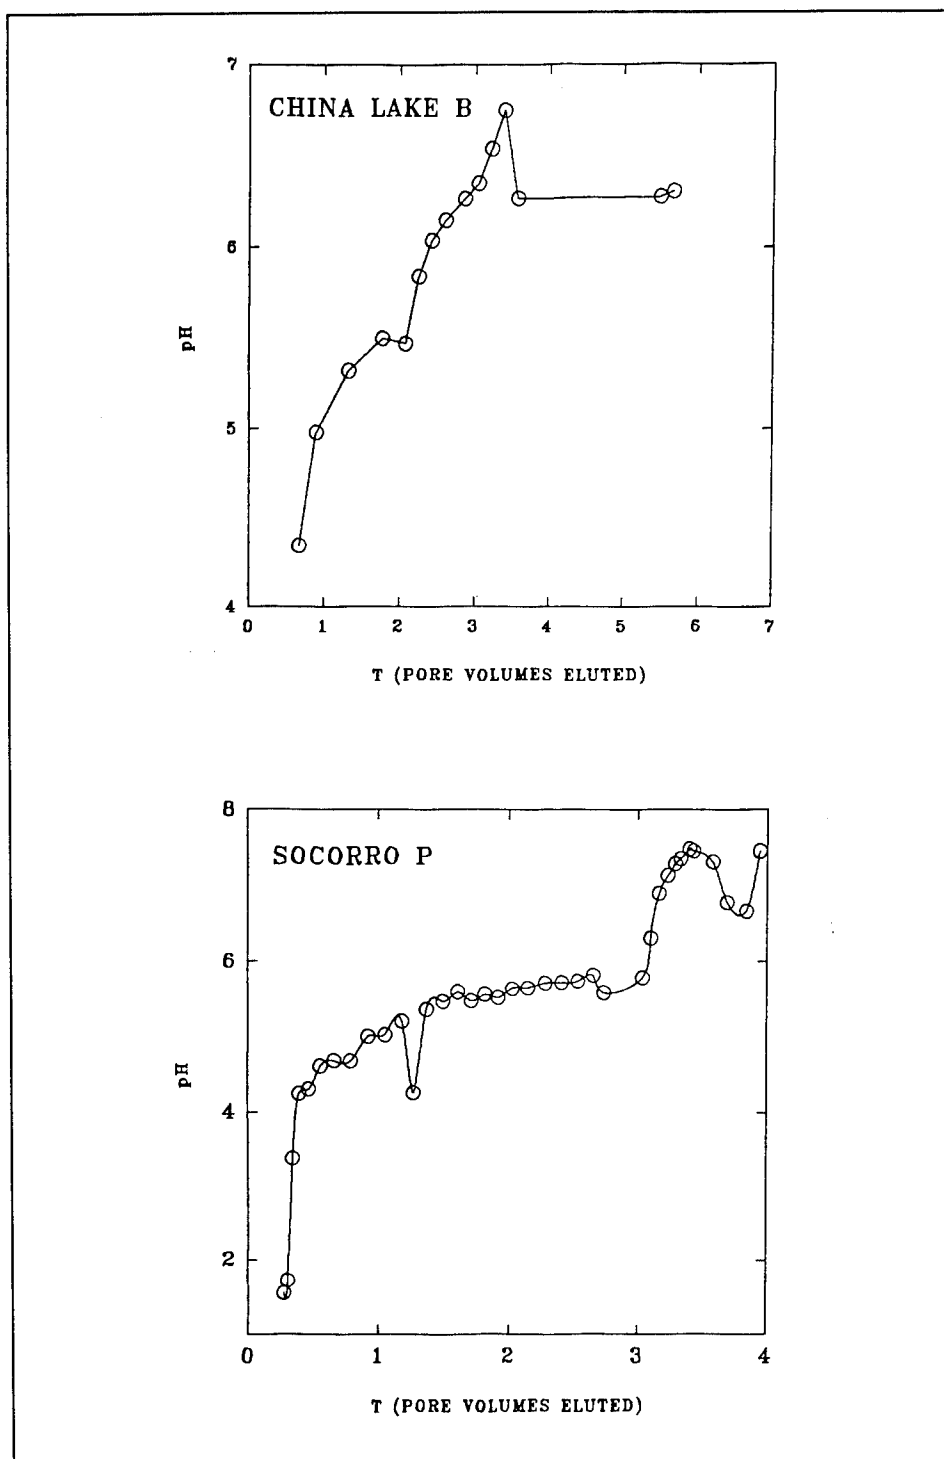 7
CHINA LAKE B
6
pH
5
4
0 1 2 3 4 5 6 7
T (PORE VOLUMES ELUTED)
8
SOCORRO P
6
pH
4
2
0 1 2 3 4
T (PORE VOLUMES ELUTED)